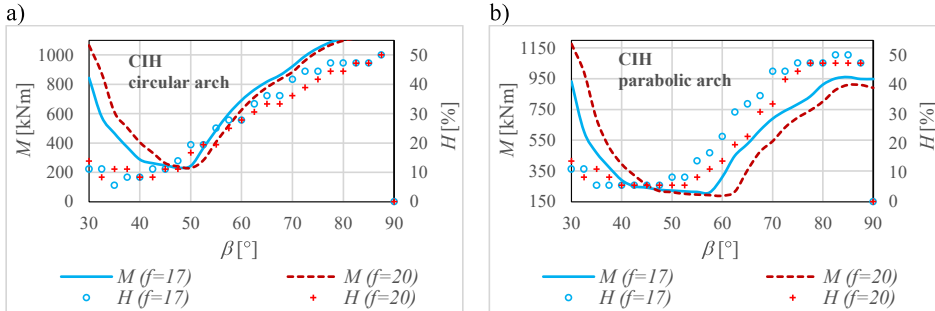 a)
CIH
circular arch
M [kNm]
1000
800
600
400
200
0
50
40
30
20
10
0
H [%]
30 40 50 60 70 80 90
β [°]
M (f=17) M (f=20)
H (f=17) H (f=20)
b)
CIH
parabolic arch
M [kNm]
1150
950
750
550
350
150
50
40
30
20
10
0
H [%]
30 40 50 60 70 80 90
β [°]
M (f=17) M (f=20)
H (f=17) H (f=20)